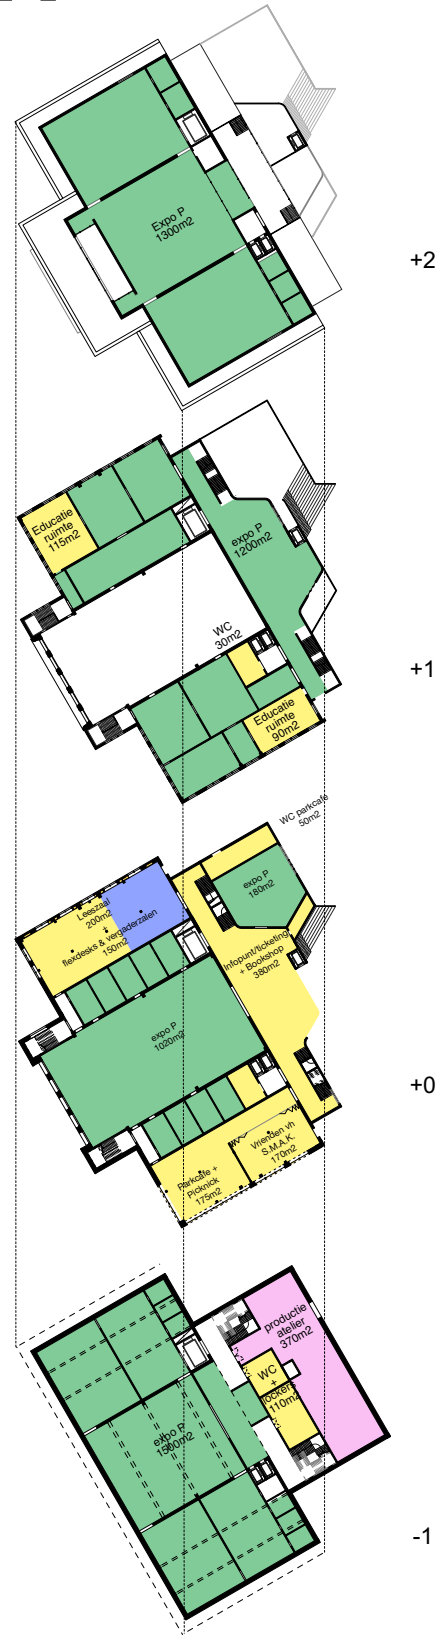 Expo P
1300m2
+2
Educatie
ruimte
115m2
expo P
1200m2
WC
30m2
+1
Educatie
ruimte
90m2
WC parkcafé
50m2
Leeszaal
200m2
+
flexdesks & vergaderzalen
150m2
expo P
180m2
Infopunt/ticketing
+ Bookshop
380m2
expo P
1020m2
+0
Vrienden vh
S.M.A.K.
170m2
Parkcafé +
Picknick
175m2
productie
atelier
370m2
WC
+
lockers
110m2
expo P
1500m2
-1